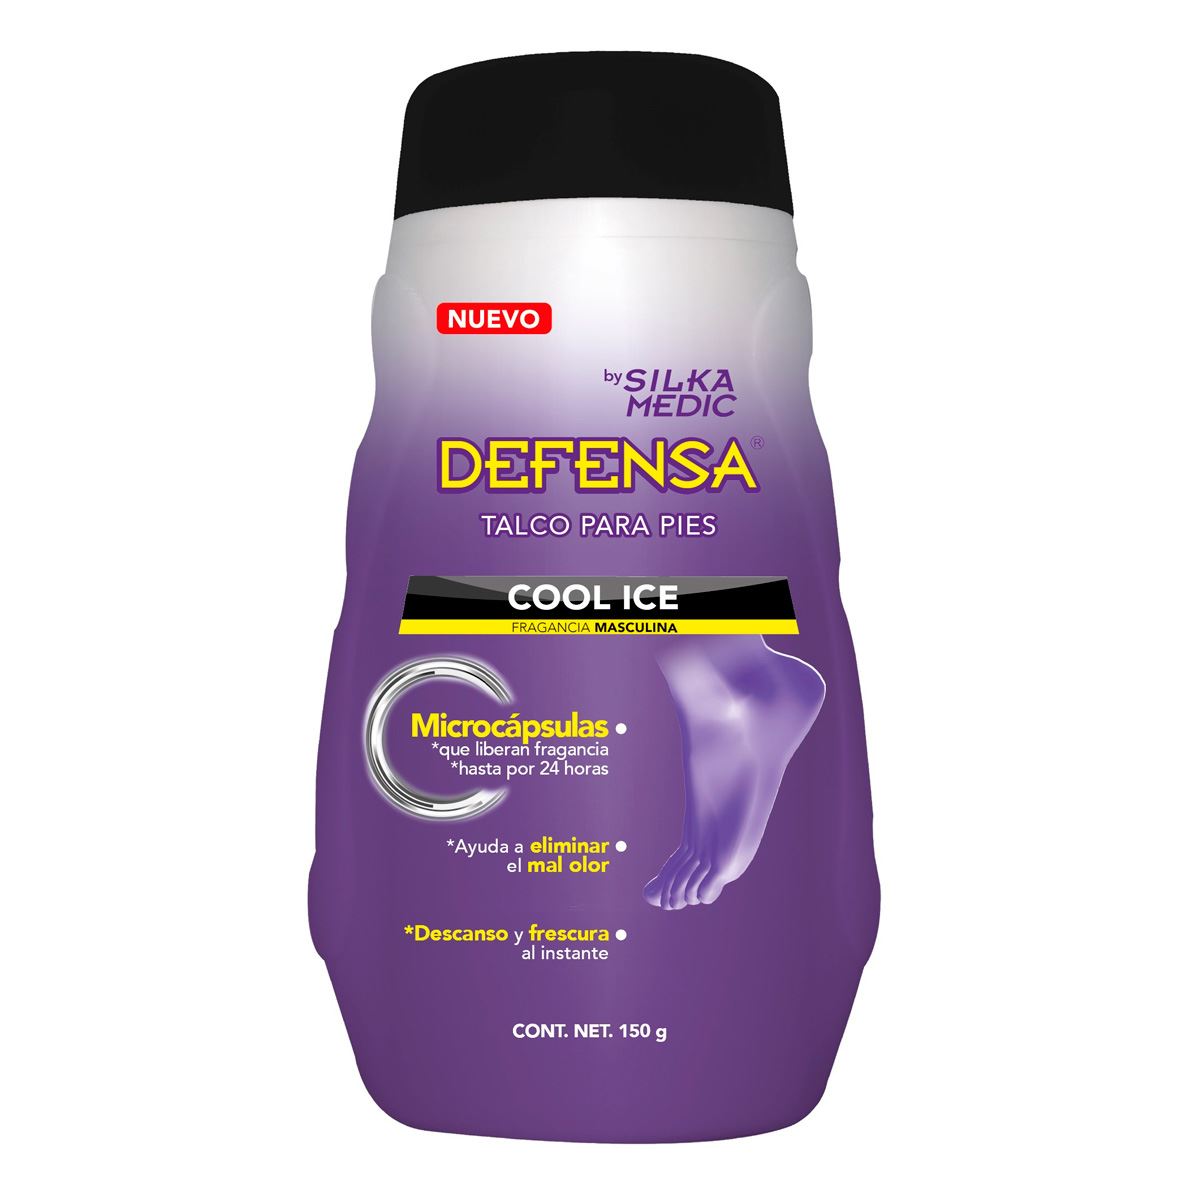 NUEVO
by SILKA
MEDIC
DEFENSA®
TALCO PARA PIES
COOL ICE
FRAGANCIA MASCULINA
Microcápsulas •
*que liberan fragancia
*hasta por 24 horas
*Ayuda a eliminar •
el mal olor
*Descanso y frescura •
al instante
CONT. NET. 150 g